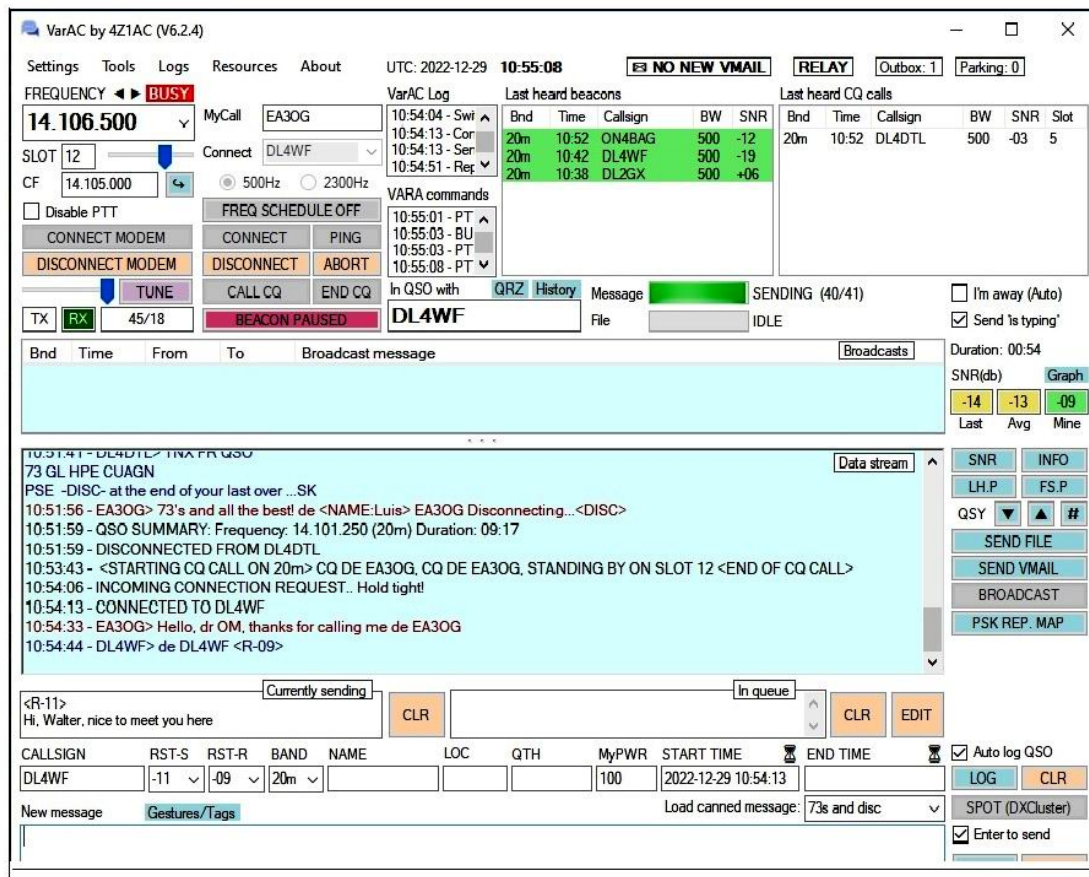 VarAC by 4Z1AC (V6.2.4)
Settings Tools Logs Resources About UTC: 2022-12-29 10:55:08 NO NEW VMAIL RELAY Outbox: 1 Parking: 0
FREQUENCY BUSY
14.106.500
MyCall EA3OG
SLOT 12
Connect DL4WF
CF 14.105.000
500Hz 2300Hz
Disable PTT
FREQ SCHEDULE OFF
CONNECT MODEM CONNECT PING
DISCONNECT MODEM DISCONNECT ABORT
TUNE CALL CQ END CQ
TX RX 45/18 BEACON PAUSED
VarAC Log
10:54:04 - Swi
10:54:13 - Cor
10:54:13 - Ser
10:54:51 - Rep
VARA commands
10:55:01 - PT
10:55:03 - BU
10:55:03 - PT
10:55:08 - PT
Last heard beacons
Bnd Time Callsign BW SNR
20m 10:52 ON4BAG 500 -12
20m 10:42 DL4WF 500 -19
20m 10:38 DL2GX 500 +06
Last heard CQ calls
Bnd Time Callsign BW SNR Slot
20m 10:52 DL4DTL 500 -03 5
In QSO with QRZ History
DL4WF
Message SENDING (40/41)
File IDLE
I'm away (Auto)
Send 'is typing'
Bnd Time From To Broadcast message Broadcasts
Duration: 00:54
SNR(db) Graph
-14 -13 -09
Last Avg Mine
Data stream
10:51:41 - DL4DTL> TNX FR QSO
73 GL HPE CUAGN
PSE -DISC- at the end of your last over ...SK
10:51:56 - EA3OG> 73's and all the best! de <NAME:Luis> EA3OG Disconnecting...<DISC>
10:51:59 - QSO SUMMARY: Frequency: 14.101.250 (20m) Duration: 09:17
10:51:59 - DISCONNECTED FROM DL4DTL
10:53:43 - <STARTING CQ CALL ON 20m> CQ DE EA3OG, CQ DE EA3OG, STANDING BY ON SLOT 12 <END OF CQ CALL>
10:54:06 - INCOMING CONNECTION REQUEST.. Hold tight!
10:54:13 - CONNECTED TO DL4WF
10:54:33 - EA3OG> Hello, dr OM, thanks for calling me de EA3OG
10:54:44 - DL4WF> de DL4WF <R-09>
SNR INFO
LH.P FS.P
QSY #
SEND FILE
SEND VMAIL
BROADCAST
PSK REP. MAP
Currently sending
<R-11>
Hi, Walter, nice to meet you here
CLR
In queue
CLR EDIT
CALLSIGN RST-S RST-R BAND NAME LOC QTH MyPWR START TIME END TIME
DL4WF -11 -09 20m 100 2022-12-29 10:54:13
Auto log QSO
LOG CLR
New message Gestures/Tags Load canned message: 73s and disc
SPOT (DXCluster)
Enter to send